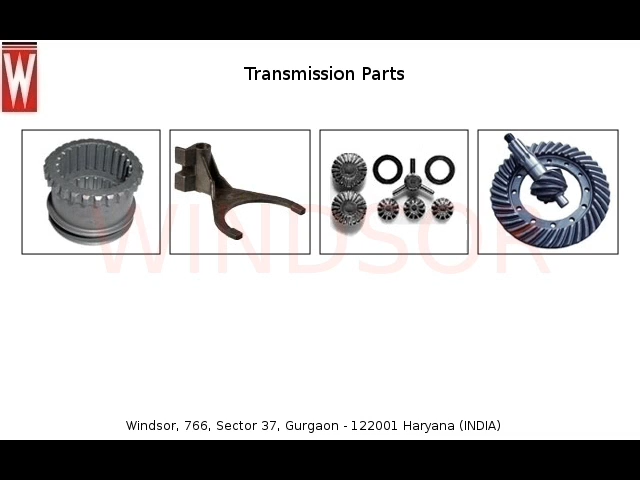 W
Transmission Parts
WINDSOR
Windsor, 766, Sector 37, Gurgaon - 122001 Haryana (INDIA)